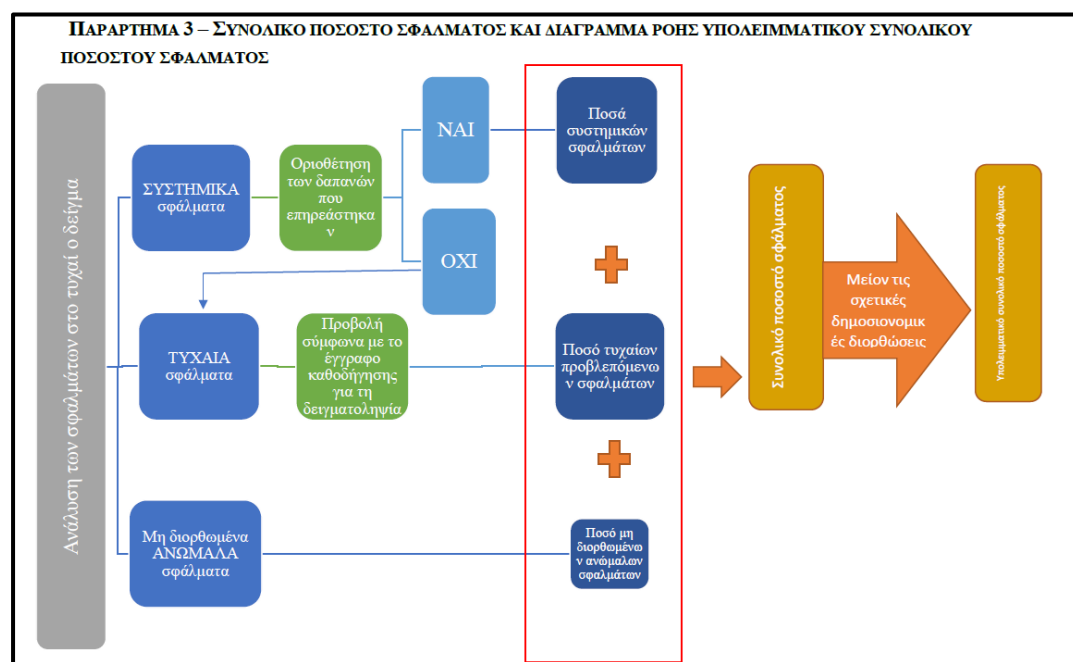 ΠΑΡΑΡΤΗΜΑ 3 – ΣΥΝΟΛΙΚΟ ΠΟΣΟΣΤΟ ΣΦΑΛΜΑΤΟΣ ΚΑΙ ΔΙΑΓΡΑΜΜΑ ΡΟΗΣ ΥΠΟΛΕΙΜΜΑΤΙΚΟΥ ΣΥΝΟΛΙΚΟΥ
ΠΟΣΟΣΤΟΥ ΣΦΑΛΜΑΤΟΣ
Ανάλυση των σφαλμάτων στο τυχαί ο δείγμα
ΣΥΣΤΗΜΙΚΑ
σφάλματα
Οριοθέτηση
των δαπανών
που
επηρεάστηκα
ν
ΝΑΙ
ΟΧΙ
Ποσά
συστημικών
σφαλμάτων
ΤΥΧΑΙΑ
σφάλματα
Προβολή
σύμφωνα με το
έγγραφο
καθοδήγησης
για τη
δειγματοληψία
Ποσό τυχαίων
προβλεπόμενω
ν σφαλμάτων
Μη διορθωμένα
ΑΝΩΜΑΛΑ
σφάλματα
Ποσό μη
διορθωμένω
ν ανώμαλων
σφαλμάτων
Συνολικό ποσοστό σφάλματος
Μείον τις
σχετικές
δημοσιονομικ
ές διορθώσεις
Υπολειμματικό συνολικό ποσοστό σφάλματος